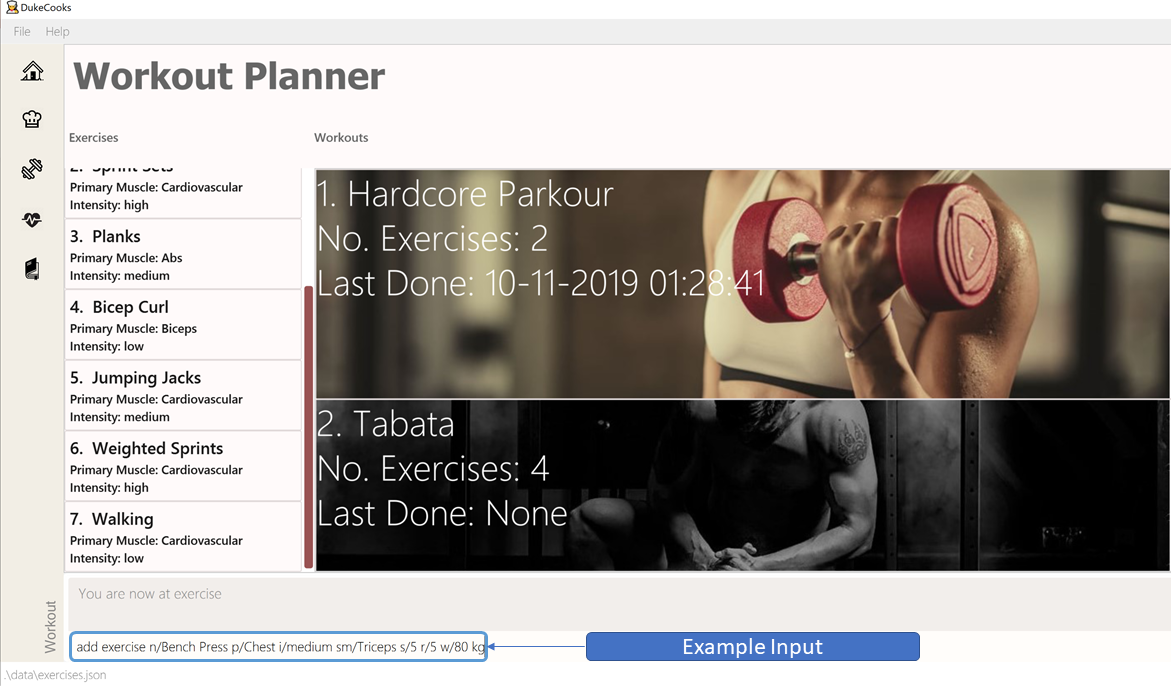 DukeCooks
File Help
Workout Planner
Exercises
Workouts
2. Sprint Sets
Primary Muscle: Cardiovascular
Intensity: high
3. Planks
Primary Muscle: Abs
Intensity: medium
4. Bicep Curl
Primary Muscle: Biceps
Intensity: low
5. Jumping Jacks
Primary Muscle: Cardiovascular
Intensity: medium
6. Weighted Sprints
Primary Muscle: Cardiovascular
Intensity: high
7. Walking
Primary Muscle: Cardiovascular
Intensity: low
1. Hardcore Parkour
No. Exercises: 2
Last Done: 10-11-2019 01:28:41
2. Tabata
No. Exercises: 4
Last Done: None
Workout
You are now at exercise
add exercise n/Bench Press p/Chest i/medium sm/Triceps s/5 r/5 w/80 kg
Example Input
.\data\exercises.json